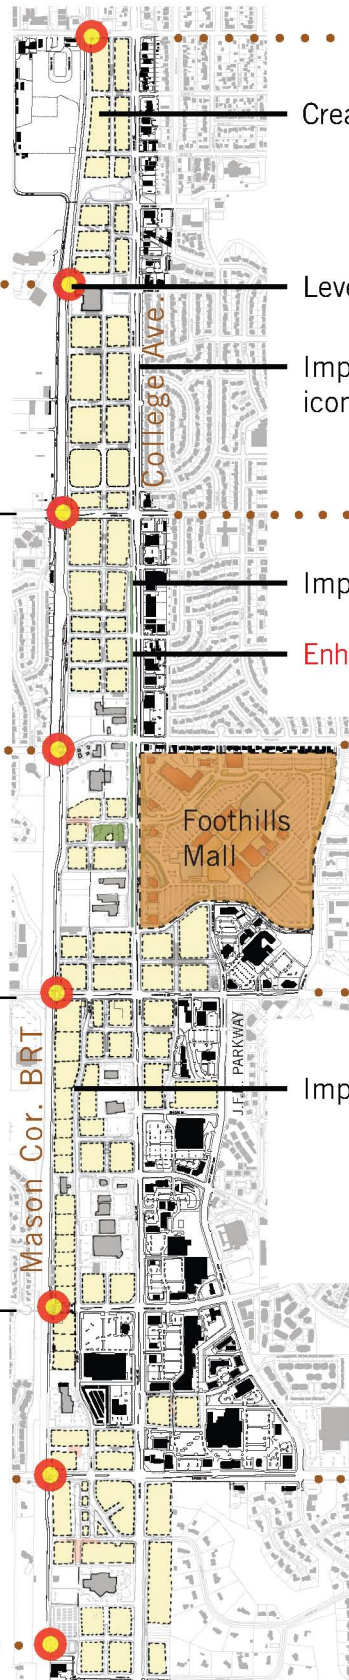 Crea
Leve
College Ave.
Imp
icon
Imp
Enh
Foothills
Mall
Mason Cor. BRT
J.F.K. PARKWAY
Imp